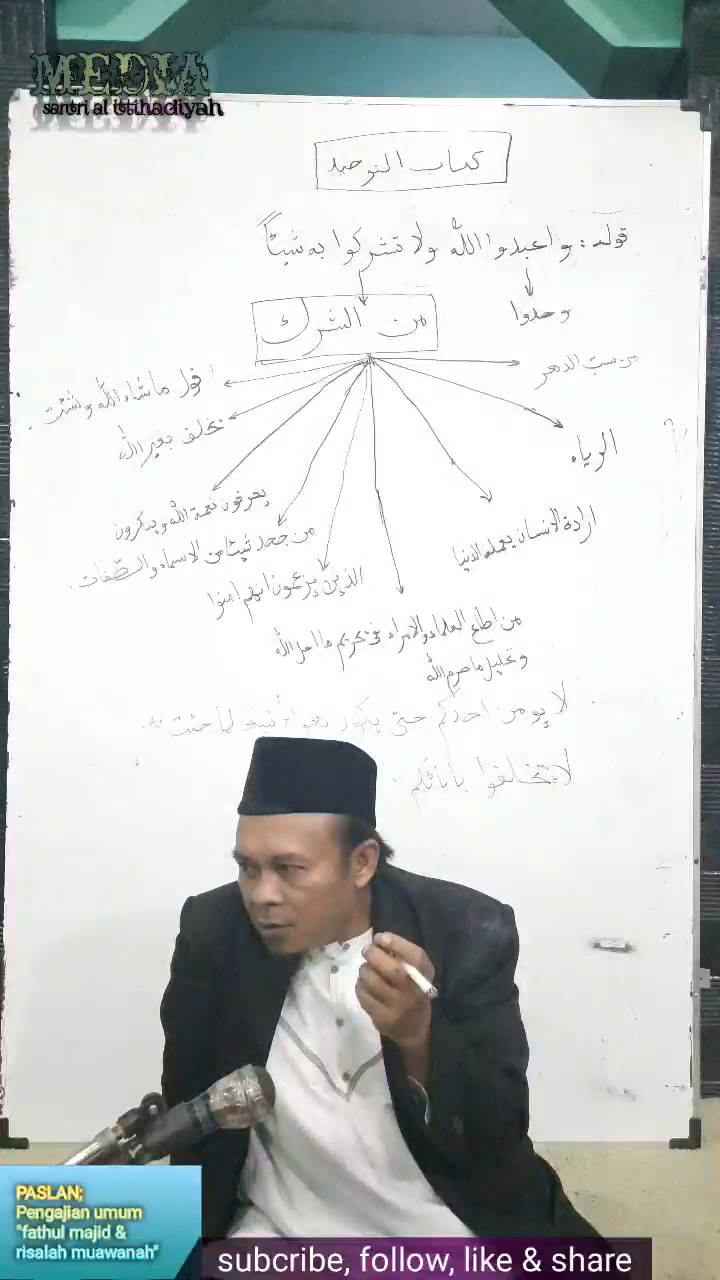 MEDIA
santri al ittihadiyah
كتاب التوحيد
قوله: واعبدوا الله ولا تشركوا به شيئاً
وحدوا
من الشرك
من سب الدهر
قول ماشاء الله وشئت
الرياء
تحلف بغير الله
ارادة الانسان بعمله الدنيا
يعرفون نعمة الله وينكرون
من جحد شيئا من الاسماء والصفات
الذين يزعمون انهم امنوا
من اطاع العلماء والامراء في تحريم ما احل الله
وتحليل ما حرم الله
لا يومن احدكم حتى يكون هواه تبعا لما جئت به
لا تحلفوا بابائكم
PASLAN;
Pengajian umum
"fathul majid &
risalah muawanah"
subcribe, follow, like & share